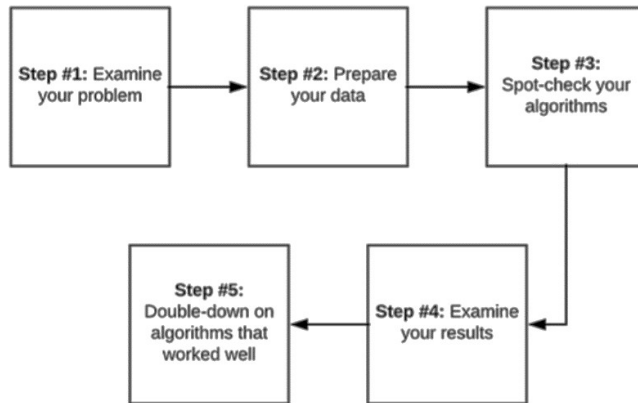 Step #1: Examine
your problem
Step #2: Prepare
your data
Step #3:
Spot-check your
algorithms
Step #4: Examine
your results
Step #5:
Double-down on
algorithms that
worked well